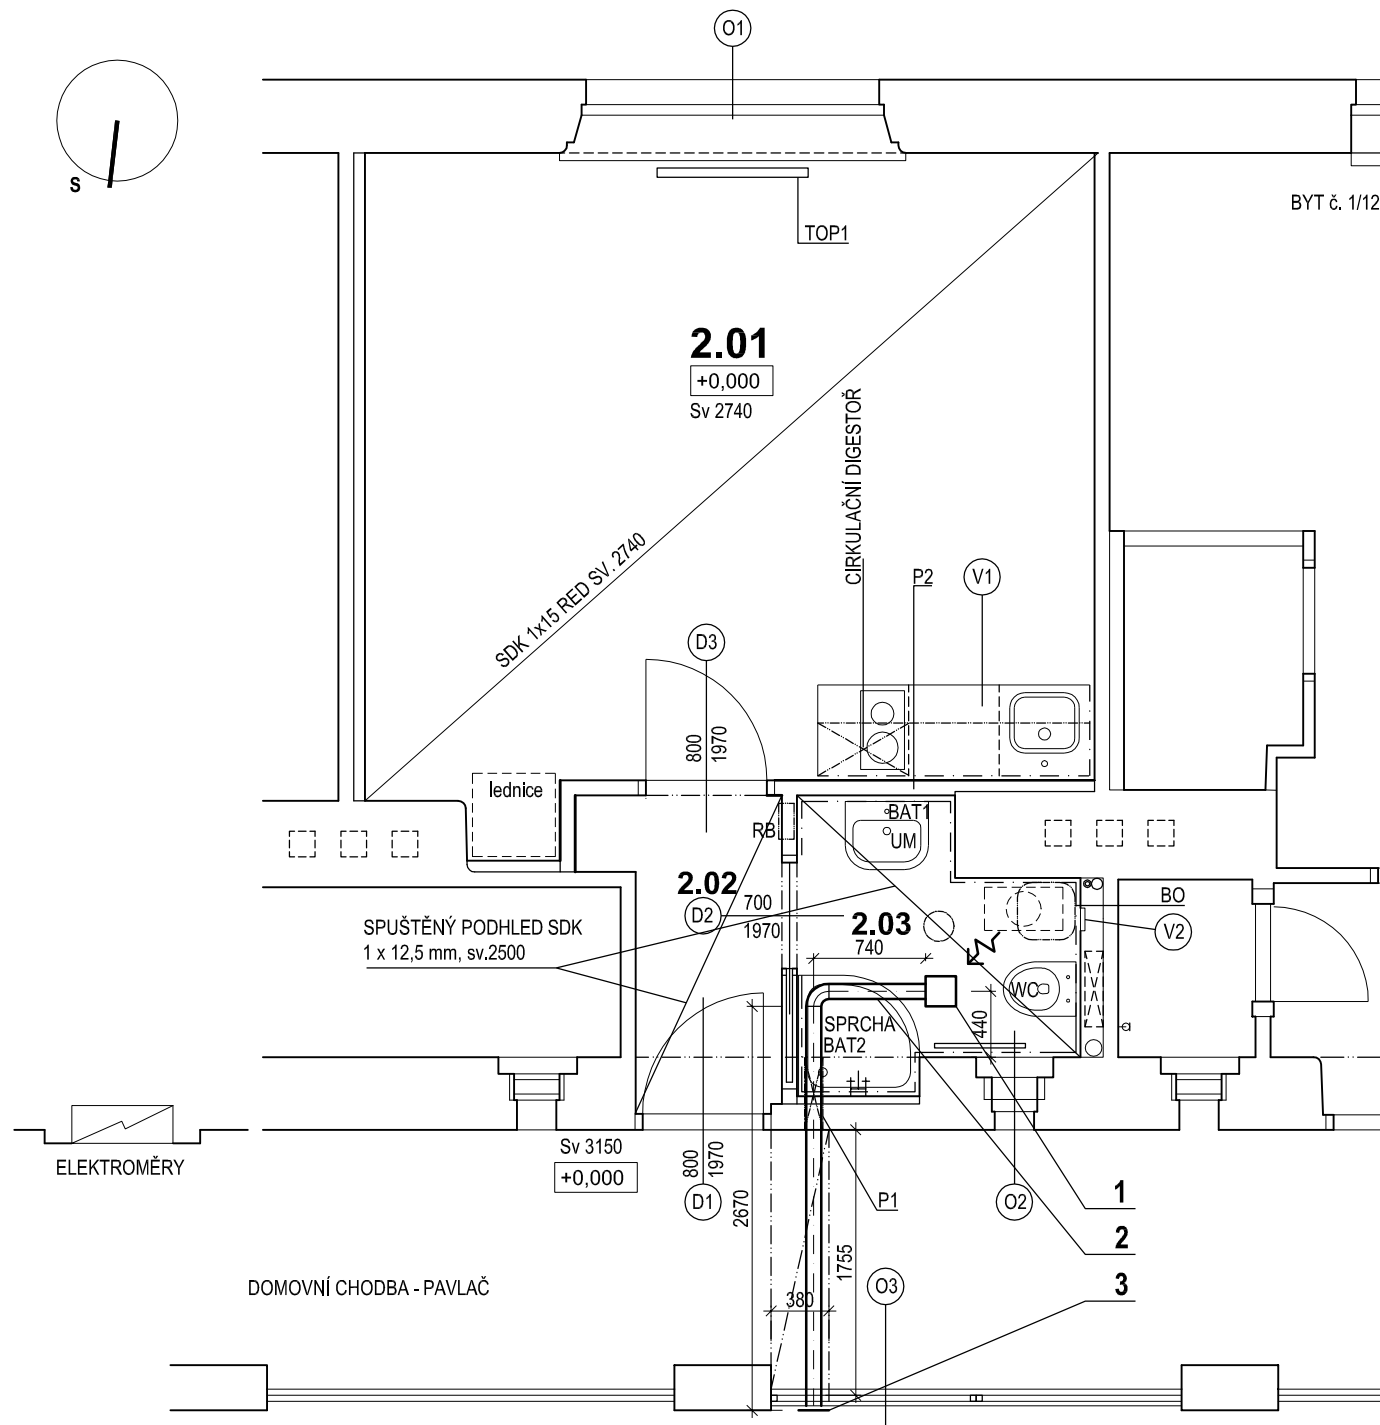 O1
S
BYT č. 1/12
TOP1
2.01
+0,000
Sv 2740
CIRKULAČNÍ DIGESTOŘ
SDK 1x15 RED SV. 2740
P2
V1
D3
800
1970
lednice
RB
BAT1
UM
2.02
D2
700
1970
2.03
740
BO
V2
SPUŠTĚNÝ PODHLED SDK
1 x 12,5 mm, sv.2500
WC
440
SPRCHA
BAT2
ELEKTROMĚRY
Sv 3150
+0,000
800
1970
D1
2670
P1
O2
1
2
3
1755
380
O3
DOMOVNÍ CHODBA - PAVLAČ